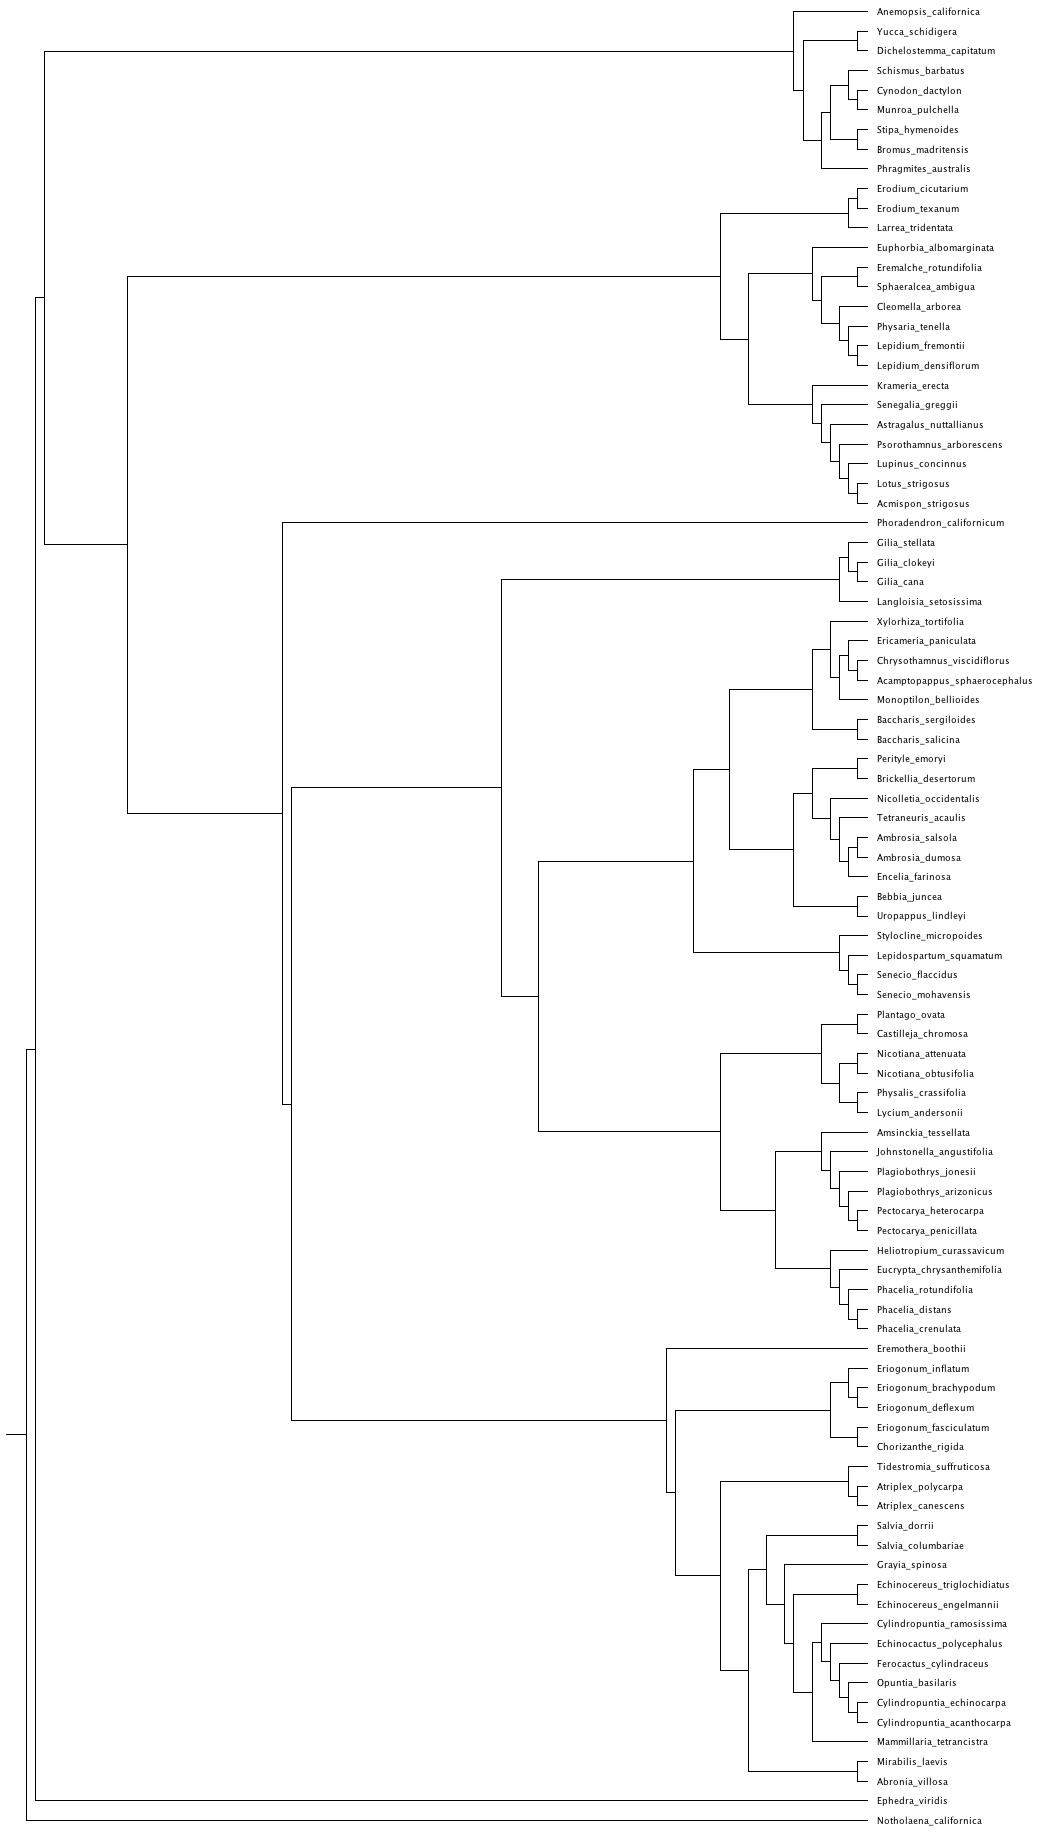 Anemopsis_californica
Yucca_schidigera
Dichelostemma_capitatum
Schismus_barbatus
Cynodon_dactylon
Munroa_pulchella
Stipa_hymenoides
Bromus_madritensis
Phragmites_australis
Erodium_cicutarium
Erodium_texanum
Larrea_tridentata
Euphorbia_albomarginata
Eremalche_rotundifolia
Sphaeralcea_ambigua
Cleomella_arborea
Physaria_tenella
Lepidium_fremontii
Lepidium_densiflorum
Krameria_erecta
Senegalia_greggii
Astragalus_nuttallianus
Psorothamnus_arborescens
Lupinus_concinnus
Lotus_strigosus
Acmispon_strigosus
Phoradendron_californicum
Gilia_stellata
Gilia_clokeyi
Gilia_cana
Langloisia_setosissima
Xylorhiza_tortifolia
Ericameria_paniculata
Chrysothamnus_viscidiflorus
Acamptopappus_sphaerocephalus
Monoptilon_bellioides
Baccharis_sergiloides
Baccharis_salicina
Perityle_emoryi
Brickellia_desertorum
Nicolletia_occidentalis
Tetraneuris_acaulis
Ambrosia_salsola
Ambrosia_dumosa
Encelia_farinosa
Bebbia_juncea
Uropappus_lindleyi
Stylocline_micropoides
Lepidospartum_squamatum
Senecio_flaccidus
Senecio_mohavensis
Plantago_ovata
Castilleja_chromosa
Nicotiana_attenuata
Nicotiana_obtusifolia
Physalis_crassifolia
Lycium_andersonii
Amsinckia_tessellata
Johnstonella_angustifolia
Plagiobothrys_jonesii
Plagiobothrys_arizonicus
Pectocarya_heterocarpa
Pectocarya_penicillata
Heliotropium_curassavicum
Eucrypta_chrysanthemifolia
Phacelia_rotundifolia
Phacelia_distans
Phacelia_crenulata
Eremothera_boothii
Eriogonum_inflatum
Eriogonum_brachypodum
Eriogonum_deflexum
Eriogonum_fasciculatum
Chorizanthe_rigida
Tidestromia_suffruticosa
Atriplex_polycarpa
Atriplex_canescens
Salvia_dorrii
Salvia_columbariae
Grayia_spinosa
Echinocereus_triglochidiatus
Echinocereus_engelmannii
Cylindropuntia_ramosissima
Echinocactus_polycephalus
Ferocactus_cylindraceus
Opuntia_basilaris
Cylindropuntia_echinocarpa
Cylindropuntia_acanthocarpa
Mammillaria_tetrancistra
Mirabilis_laevis
Abronia_villosa
Ephedra_viridis
Notholaena_californica